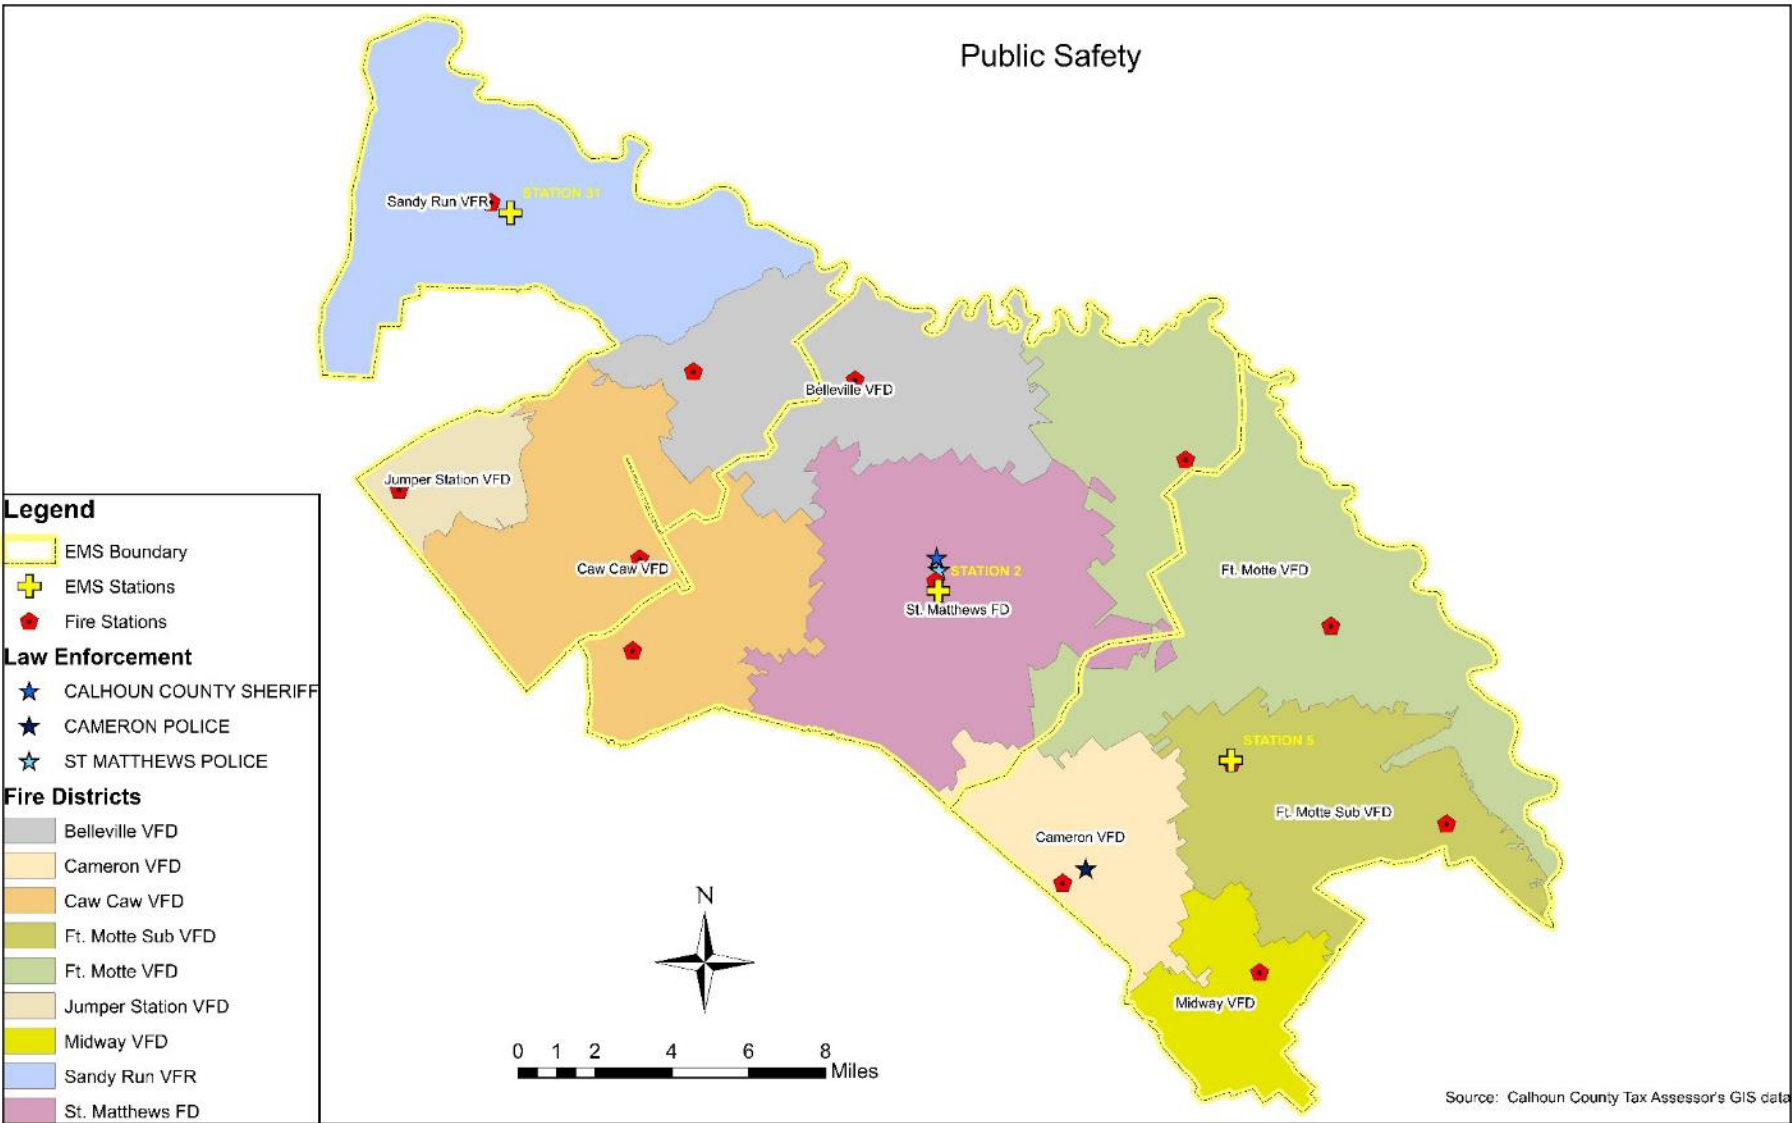 Public Safety
STATION 31
Sandy Run VFR
Belleville VFD
Jumper Station VFD
Caw Caw VFD
STATION 2
St. Matthews FD
Ft. Motte VFD
STATION 5
Ft. Motte Sub VFD
Cameron VFD
Midway VFD
Legend
EMS Boundary
EMS Stations
Fire Stations
Law Enforcement
CALHOUN COUNTY SHERIFF
CAMERON POLICE
ST MATTHEWS POLICE
Fire Districts
Belleville VFD
Cameron VFD
Caw Caw VFD
Ft. Motte Sub VFD
Ft. Motte VFD
Jumper Station VFD
Midway VFD
Sandy Run VFR
St. Matthews FD
N
0 1 2 4 6 8
Miles
Source: Calhoun County Tax Assessor's GIS data